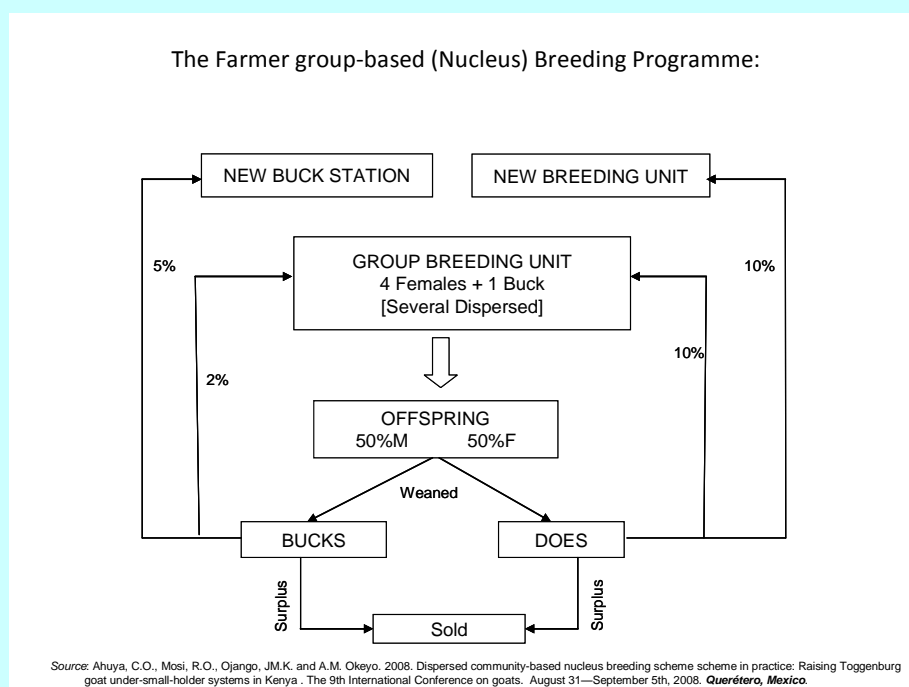 The Farmer group-based (Nucleus) Breeding Programme:
NEW BUCK STATION
NEW BREEDING UNIT
5%
10%
GROUP BREEDING UNIT
4 Females + 1 Buck
[Several Dispersed]
2%
10%
OFFSPRING
50%M 50%F
Weaned
BUCKS
DOES
Surplus
Surplus
Sold
Source: Ahuya, C.O., Mosi, R.O., Ojango, JM.K. and A.M. Okeyo. 2008. Dispersed community-based nucleus breeding scheme scheme in practice: Raising Toggenburg
goat under-small-holder systems in Kenya . The 9th International Conference on goats. August 31—September 5th, 2008. Querétero, Mexico.